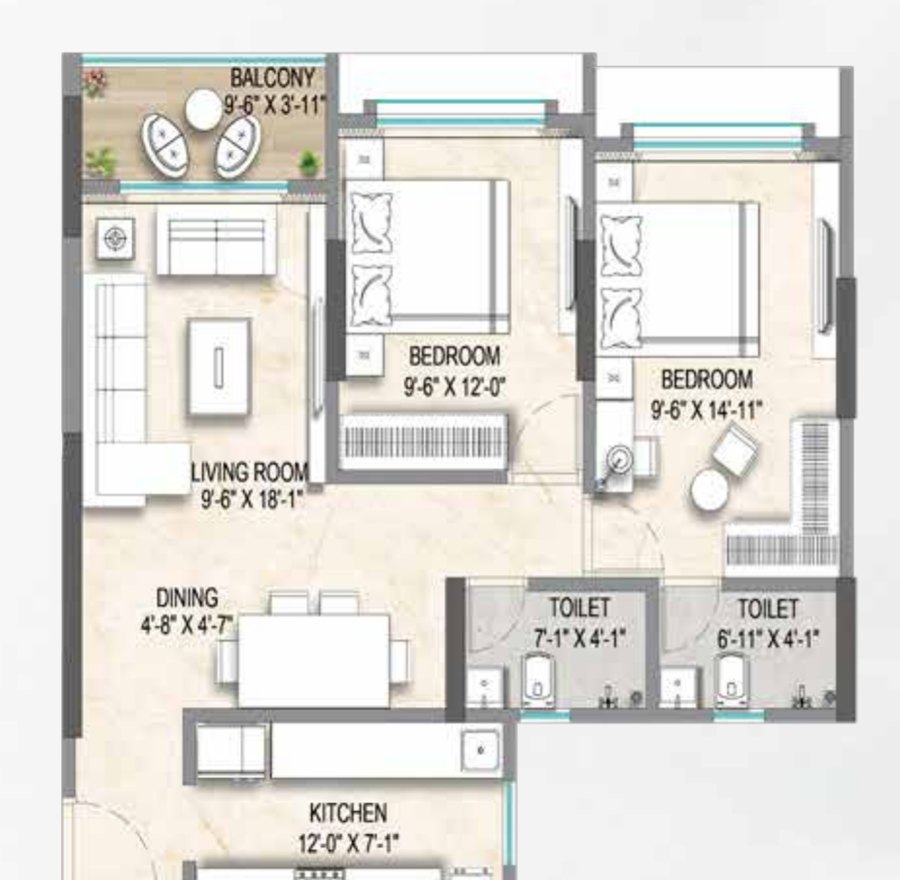 BALCONY
9'-6" X 3'-11"
BEDROOM
9'-6" X 12'-0"
BEDROOM
9'-6" X 14'-11"
LIVING ROOM
9'-6" X 18'-1"
DINING
4'-8" X 4'-7"
TOILET
7'-1" X 4'-1"
TOILET
6'-11" X 4'-1"
KITCHEN
12'-0" X 7'-1"